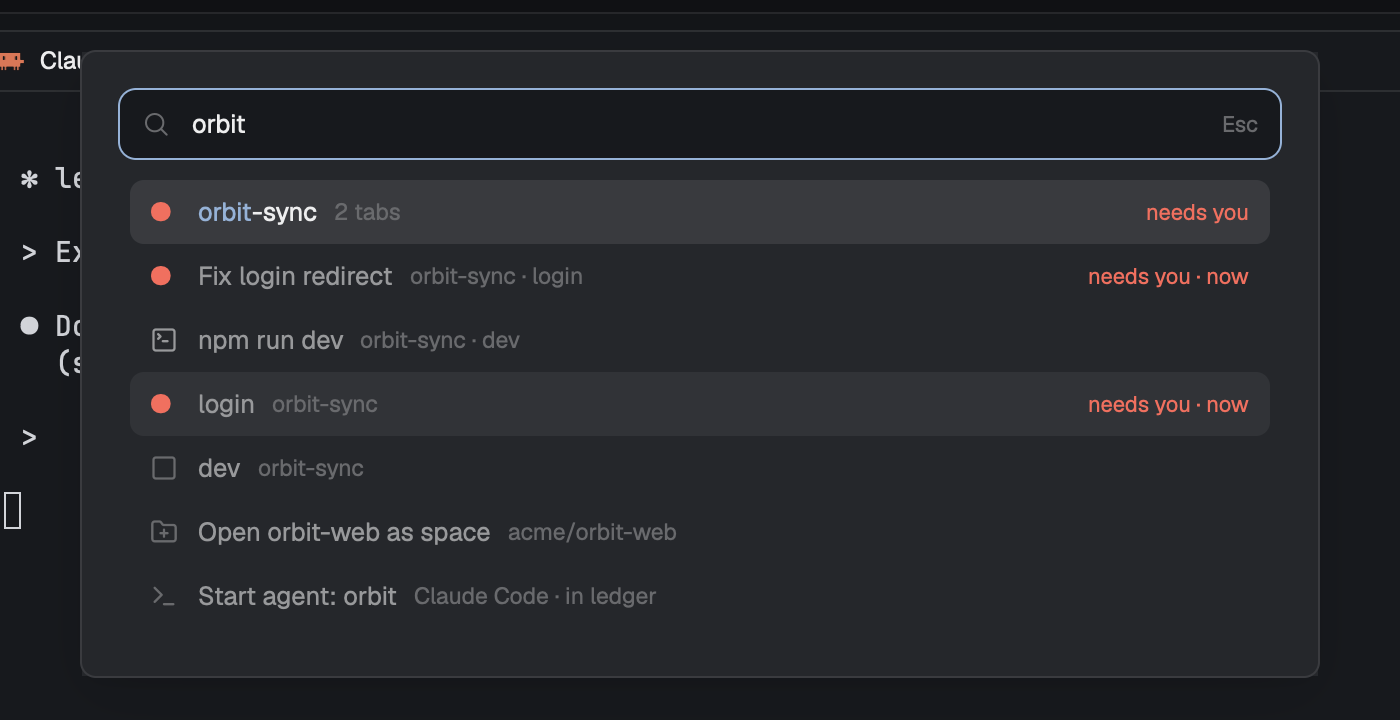 orbit Esc
orbit-sync 2 tabs needs you
Fix login redirect orbit-sync · login needs you · now
npm run dev orbit-sync · dev
login orbit-sync needs you · now
dev orbit-sync
Open orbit-web as space acme/orbit-web
Start agent: orbit Claude Code · in ledger
>